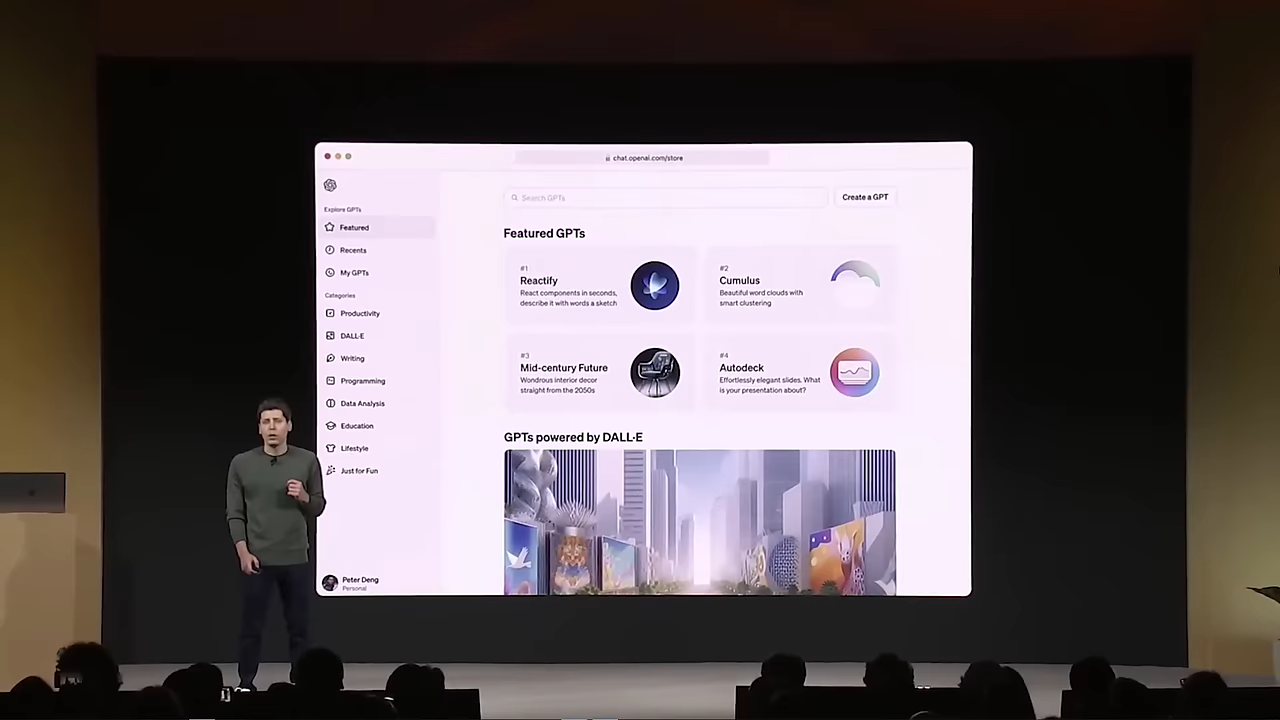 chat.openai.com/store
Explore GPTs
Featured
Recents
My GPTs
Categories
Productivity
DALL·E
Writing
Programming
Data Analysis
Education
Lifestyle
Just for Fun
Peter Deng
Personal
Search GPTs
Create a GPT
Featured GPTs
#1
Reactify
React components in seconds,
describe it with words a sketch
#2
Cumulus
Beautiful word clouds with
smart clustering
#3
Mid-century Future
Wondrous interior decor
straight from the 2050s
#4
Autodeck
Effortlessly elegant slides. What
is your presentation about?
GPTs powered by DALL·E